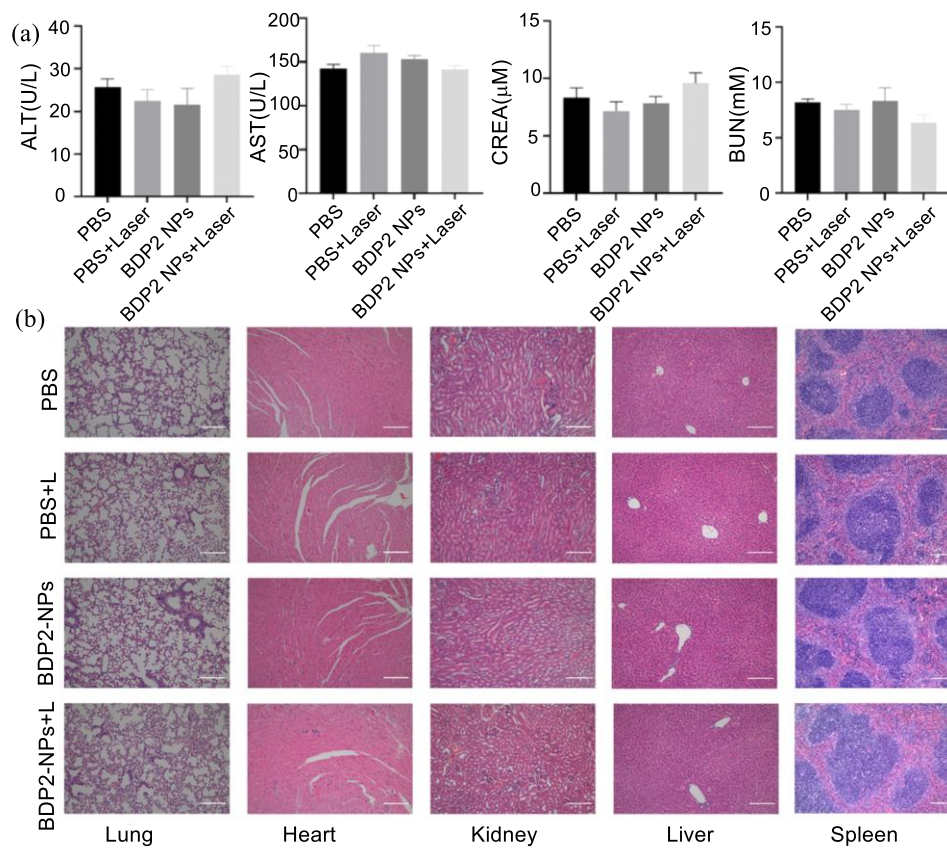 (a)
ALT(U/L)
40
30
20
10
0
PBS
PBS+Laser
BDP2 NPs
BDP2 NPs+Laser
AST(U/L)
200
150
100
50
0
PBS
PBS+Laser
BDP2 NPs
BDP2 NPs+Laser
CREA(μM)
15
10
5
0
PBS
PBS+Laser
BDP2 NPs
BDP2 NPs+Laser
BUN(mM)
15
10
5
0
PBS
PBS+Laser
BDP2 NPs
BDP2 NPs+Laser
(b)
PBS
PBS+L
BDP2-NPs
BDP2-NPs+L
Lung
Heart
Kidney
Liver
Spleen